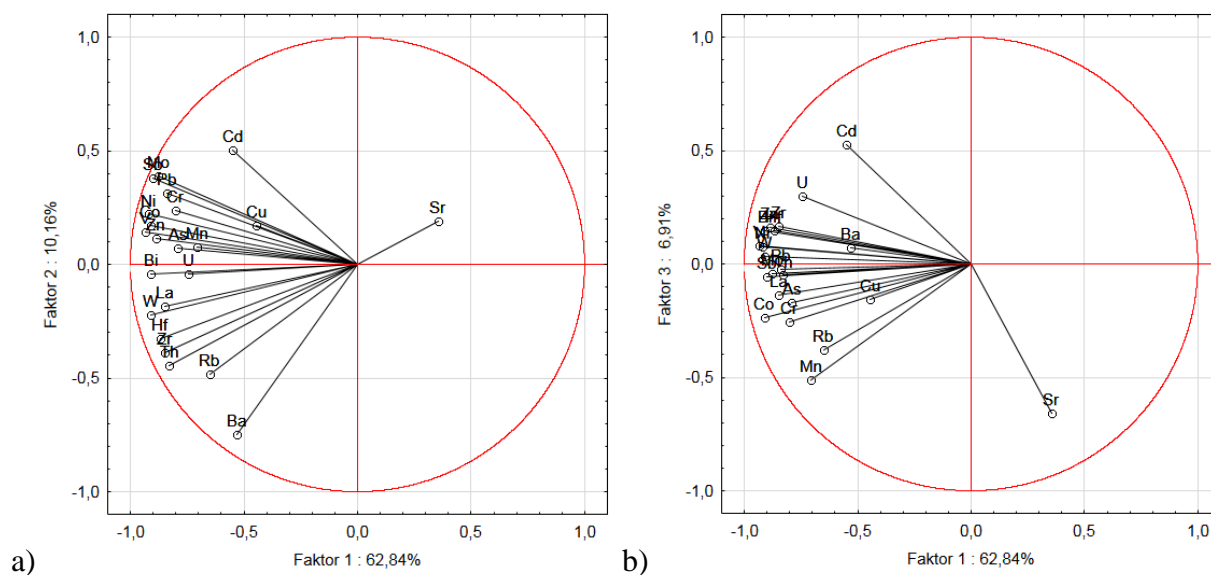 1,0
0,5
0,0
-0,5
-1,0
-1,0
-0,5
0,0
0,5
1,0
Faktor 2 : 10,16%
Faktor 1 : 62,84%
Cd
Mo
Sb
Pb
Cr
Ni
Co
Cu
Sr
V
Zn
As
Mn
Bi
U
La
W
Hf
Zr
Th
Rb
Ba
a)
1,0
0,5
0,0
-0,5
-1,0
-1,0
-0,5
0,0
0,5
1,0
Faktor 3 : 6,91%
Faktor 1 : 62,84%
Cd
U
Zr
Ba
V
W
Pb
Sb
La
As
Cu
Co
Cr
Rb
Mn
Sr
b)